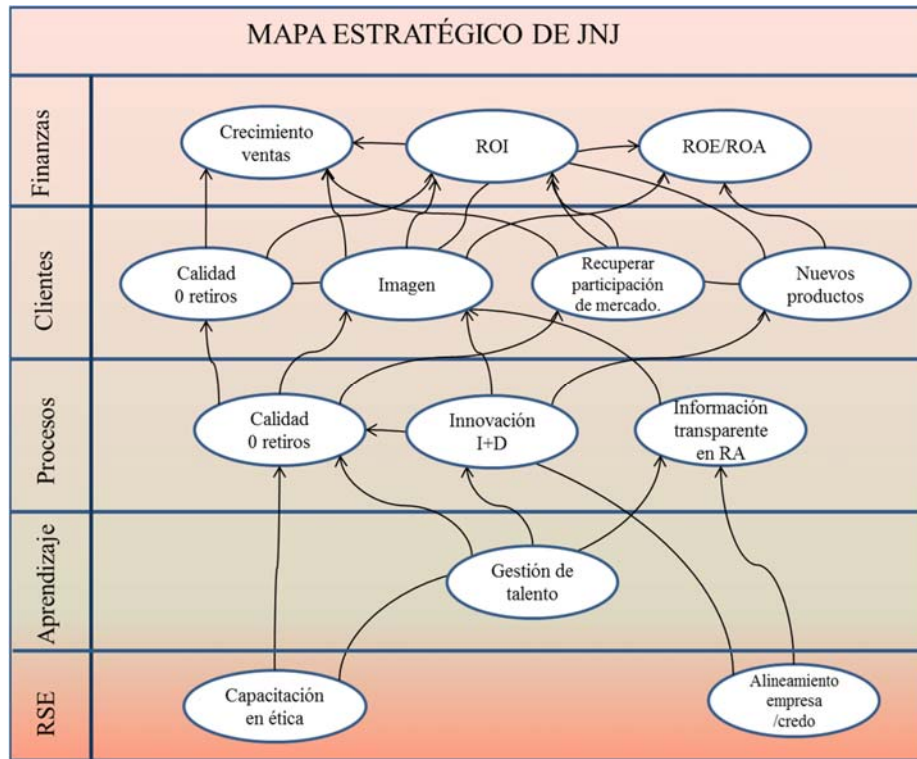 MAPA ESTRATÉGICO DE JNJ
Finanzas
Crecimiento
ventas
ROI
ROE/ROA
Clientes
Calidad
0 retiros
Imagen
Recuperar
participación
de mercado.
Nuevos
productos
Procesos
Calidad
0 retiros
Innovación
I+D
Información
transparente
en RA
Aprendizaje
Gestión de
talento
RSE
Capacitación
en ética
Alineamiento
empresa
/credo